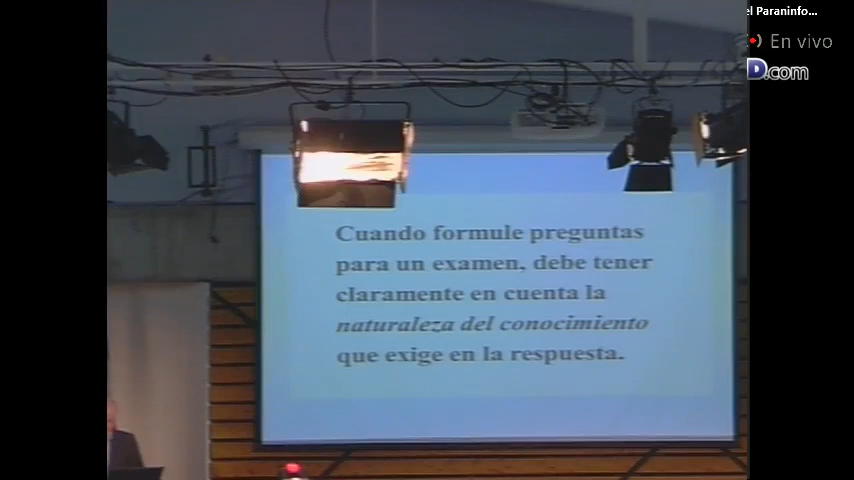 el Paraninfo...
En vivo
D.com
Cuando formule preguntas
para un examen, debe tener
claramente en cuenta la
naturaleza del conocimiento
que exige en la respuesta.